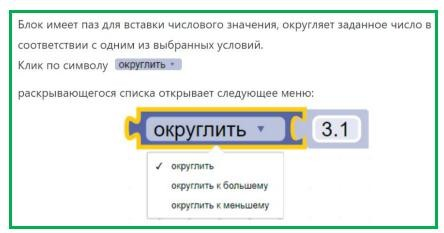 Блок имеет паз для вставки числового значения, округляет заданное число в
соответствии с одним из выбранных условий.
Клик по символу округлить
раскрывающегося списка открывает следующее меню:
округлить 3.1
✓ округлить
округлить к большему
округлить к меньшему